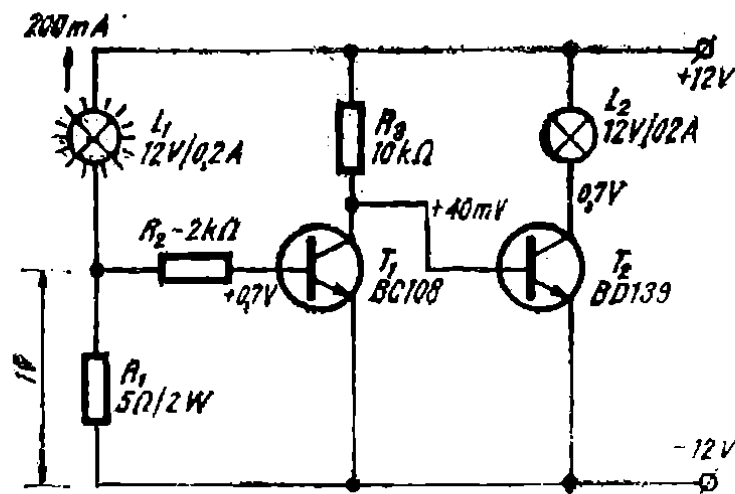 200mA
+12V
L1
12V/0,2A
R3
10kΩ
L2
12V/0,2A
0,7V
+40mV
R2-2kΩ
+0,7V
T1
BC108
T2
BD139
1V
R1
5Ω/2W
-12V